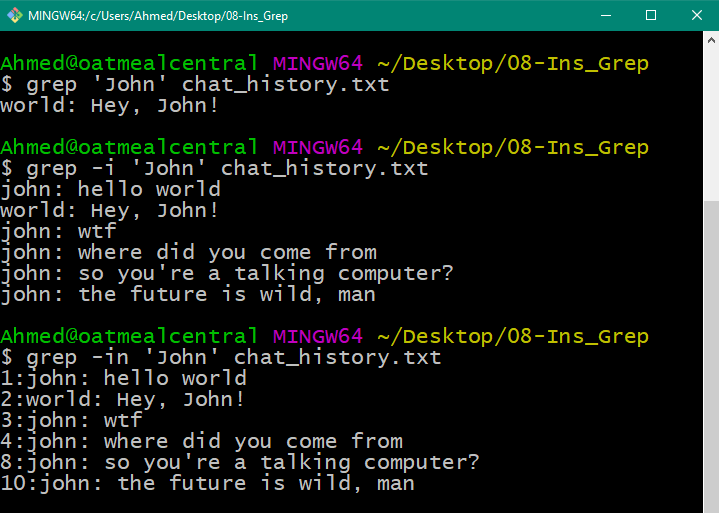 MINGW64:/c/Users/Ahmed/Desktop/08-Ins_Grep
Ahmed@oatmealcentral MINGW64 ~/Desktop/08-Ins_Grep
$ grep 'John' chat_history.txt
world: Hey, John!
Ahmed@oatmealcentral MINGW64 ~/Desktop/08-Ins_Grep
$ grep -i 'John' chat_history.txt
john: hello world
world: Hey, John!
john: wtf
john: where did you come from
john: so you're a talking computer?
john: the future is wild, man
Ahmed@oatmealcentral MINGW64 ~/Desktop/08-Ins_Grep
$ grep -in 'John' chat_history.txt
1:john: hello world
2:world: Hey, John!
3:john: wtf
4:john: where did you come from
8:john: so you're a talking computer?
10:john: the future is wild, man